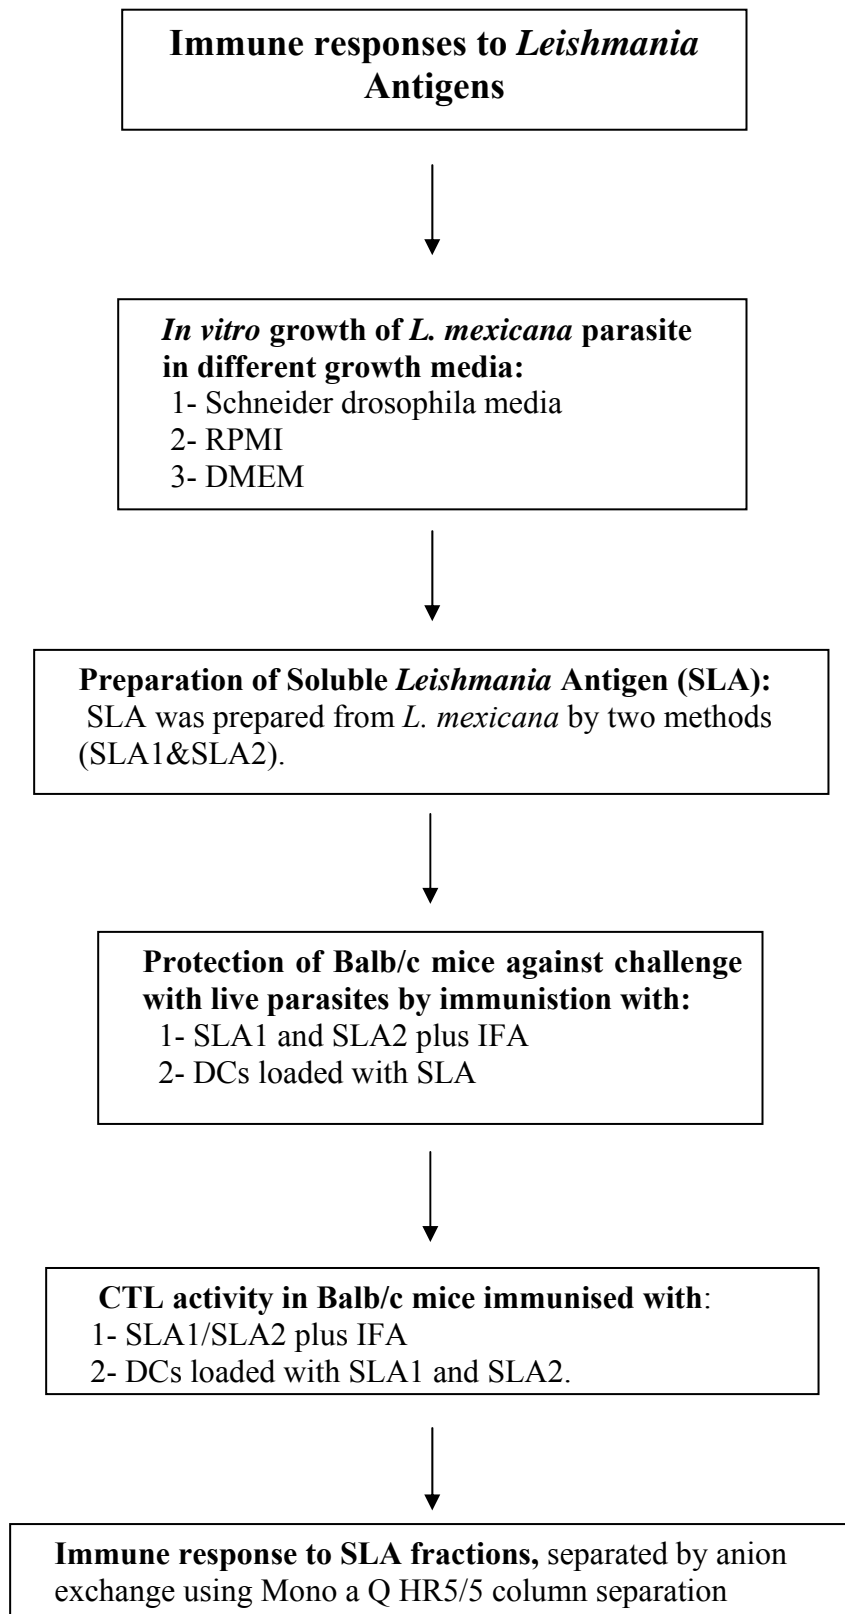 Immune responses to Leishmania
Antigens
In vitro growth of L. mexicana parasite
in different growth media:
1- Schneider drosophila media
2- RPMI
3- DMEM
Preparation of Soluble Leishmania Antigen (SLA):
SLA was prepared from L. mexicana by two methods
(SLA1&SLA2).
Protection of Balb/c mice against challenge
with live parasites by immunistion with:
1- SLA1 and SLA2 plus IFA
2- DCs loaded with SLA
CTL activity in Balb/c mice immunised with:
1- SLA1/SLA2 plus IFA
2- DCs loaded with SLA1 and SLA2.
Immune response to SLA fractions, separated by anion
exchange using Mono a Q HR5/5 column separation